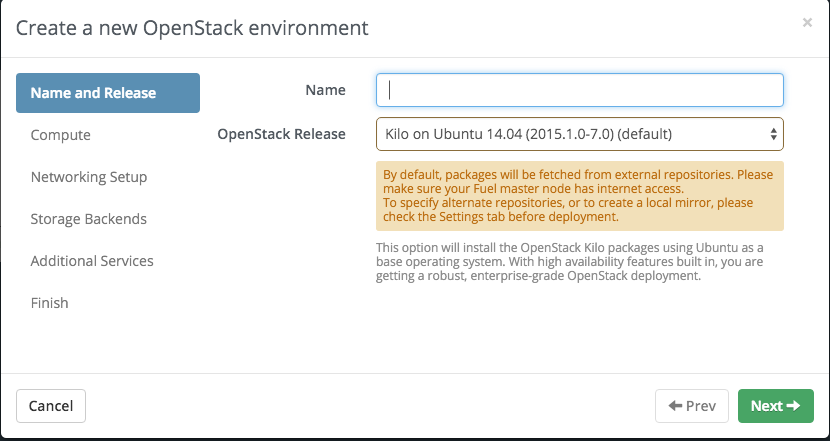 Create a new OpenStack environment
×
Name and Release
Compute
Networking Setup
Storage Backends
Additional Services
Finish
Name
OpenStack Release
Kilo on Ubuntu 14.04 (2015.1.0-7.0) (default)
By default, packages will be fetched from external repositories. Please
make sure your Fuel master node has internet access.
To specify alternate repositories, or to create a local mirror, please
check the Settings tab before deployment.
This option will install the OpenStack Kilo packages using Ubuntu as a
base operating system. With high availability features built in, you are
getting a robust, enterprise-grade OpenStack deployment.
Cancel
Prev
Next